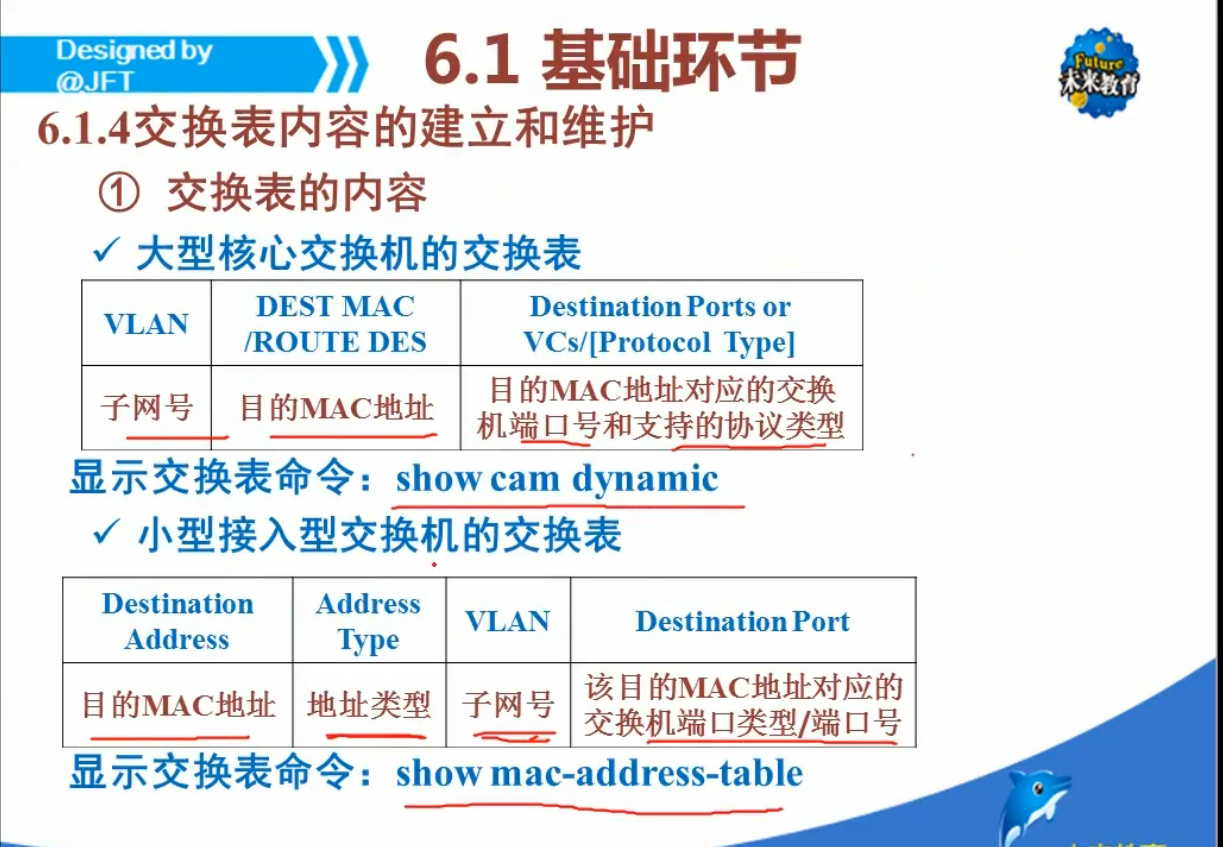 Designed by
@JFT
6.1 基础环节
Future
未来教育
6.1.4交换表内容的建立和维护
① 交换表的内容
✓ 大型核心交换机的交换表
VLAN
DEST MAC
/ROUTE DES
Destination Ports or
VCs/[Protocol Type]
子网号
目的MAC地址
目的MAC地址对应的交换
机端口号和支持的协议类型
显示交换表命令：show cam dynamic
✓ 小型接入型交换机的交换表
Destination
Address
Address
Type
VLAN
Destination Port
目的MAC地址
地址类型
子网号
该目的MAC地址对应的
交换机端口类型/端口号
显示交换表命令：show mac-address-table